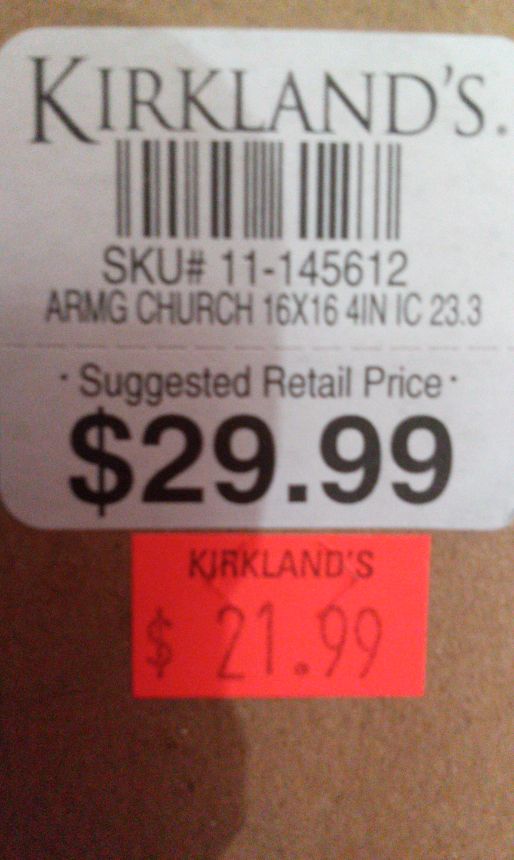 KIRKLAND'S.
SKU# 11-145612
ARMG CHURCH 16X16 4IN IC 23.3
· Suggested Retail Price ·
$29.99
KIRKLAND'S
$ 21.99